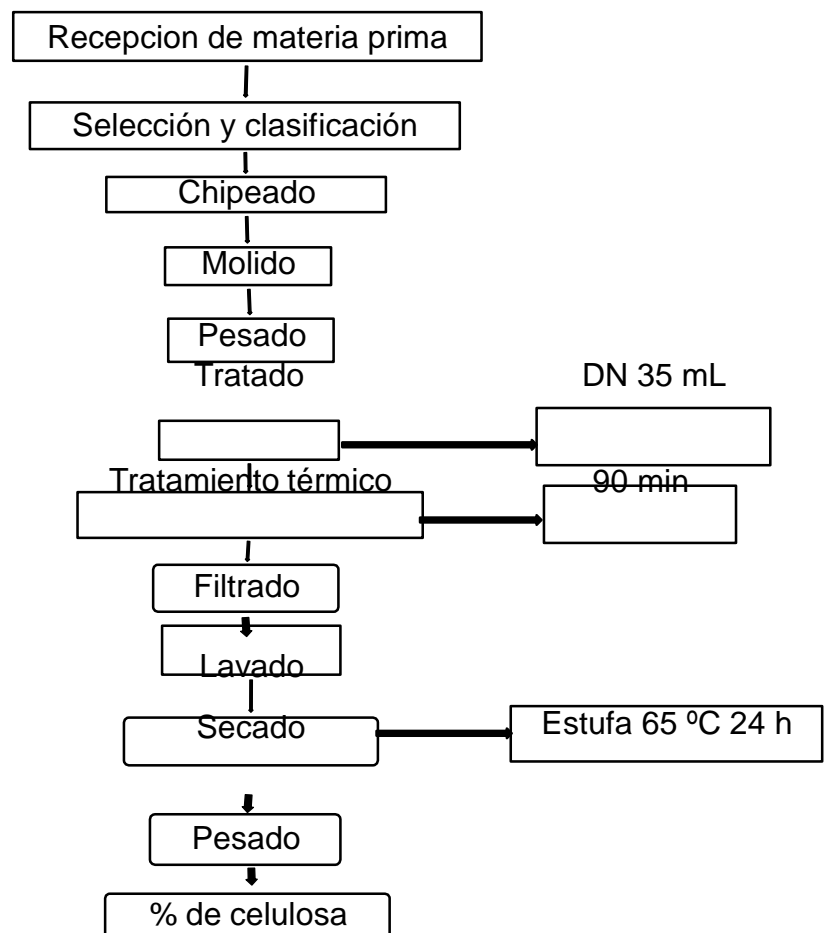 Recepcion de materia prima
Selección y clasificación
Chipeado
Molido
Pesado
Tratado
DN 35 mL
Tratamiento térmico
90 min
Filtrado
Lavado
Secado
Estufa 65 ºC 24 h
Pesado
% de celulosa